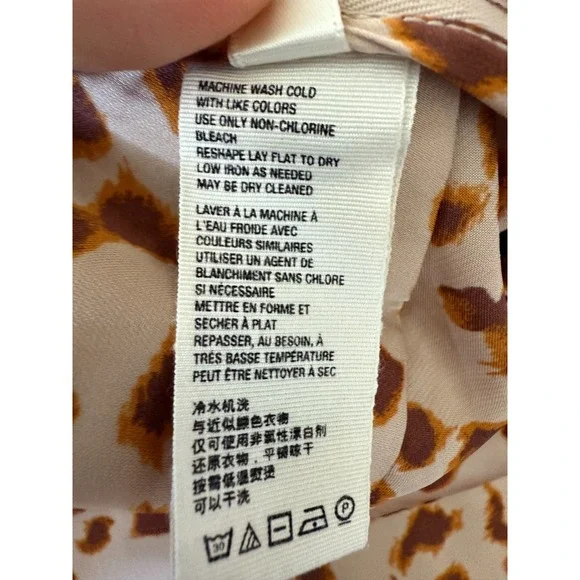 MACHINE WASH COLD
WITH LIKE COLORS
USE ONLY NON-CHLORINE
BLEACH
RESHAPE LAY FLAT TO DRY
LOW IRON AS NEEDED
MAY BE DRY CLEANED
LAVER À LA MACHINE À
L'EAU FROIDE AVEC
COULEURS SIMILAIRES
UTILISER UN AGENT DE
BLANCHIMENT SANS CHLORE
SI NÉCESSAIRE
METTRE EN FORME ET
SECHER À PLAT
REPASSER, AU BESOIN, À
TRÈS BASSE TEMPÉRATURE
PEUT ÊTRE NETTOYER À SEC
冷水机洗
与近似颜色衣物
仅可使用非氯性漂白剂
还原衣物，平铺晾干
按需低温熨烫
可以干洗
30 P